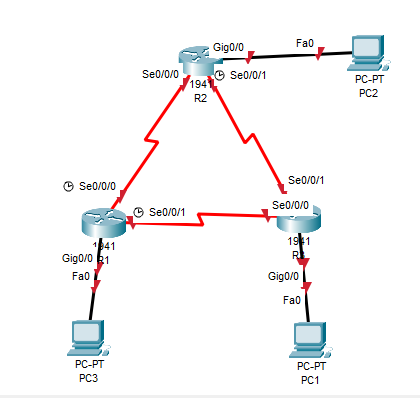 Gig0/0
Fa0
Se0/0/0
Se0/0/1
R2
PC-PT
PC2
Se0/0/1
Se0/0/0
Se0/0/1
Se0/0/0
1941
R1
1941
Gig0/0
Gig0/0
Fa0
Fa0
PC-PT
PC3
PC-PT
PC1